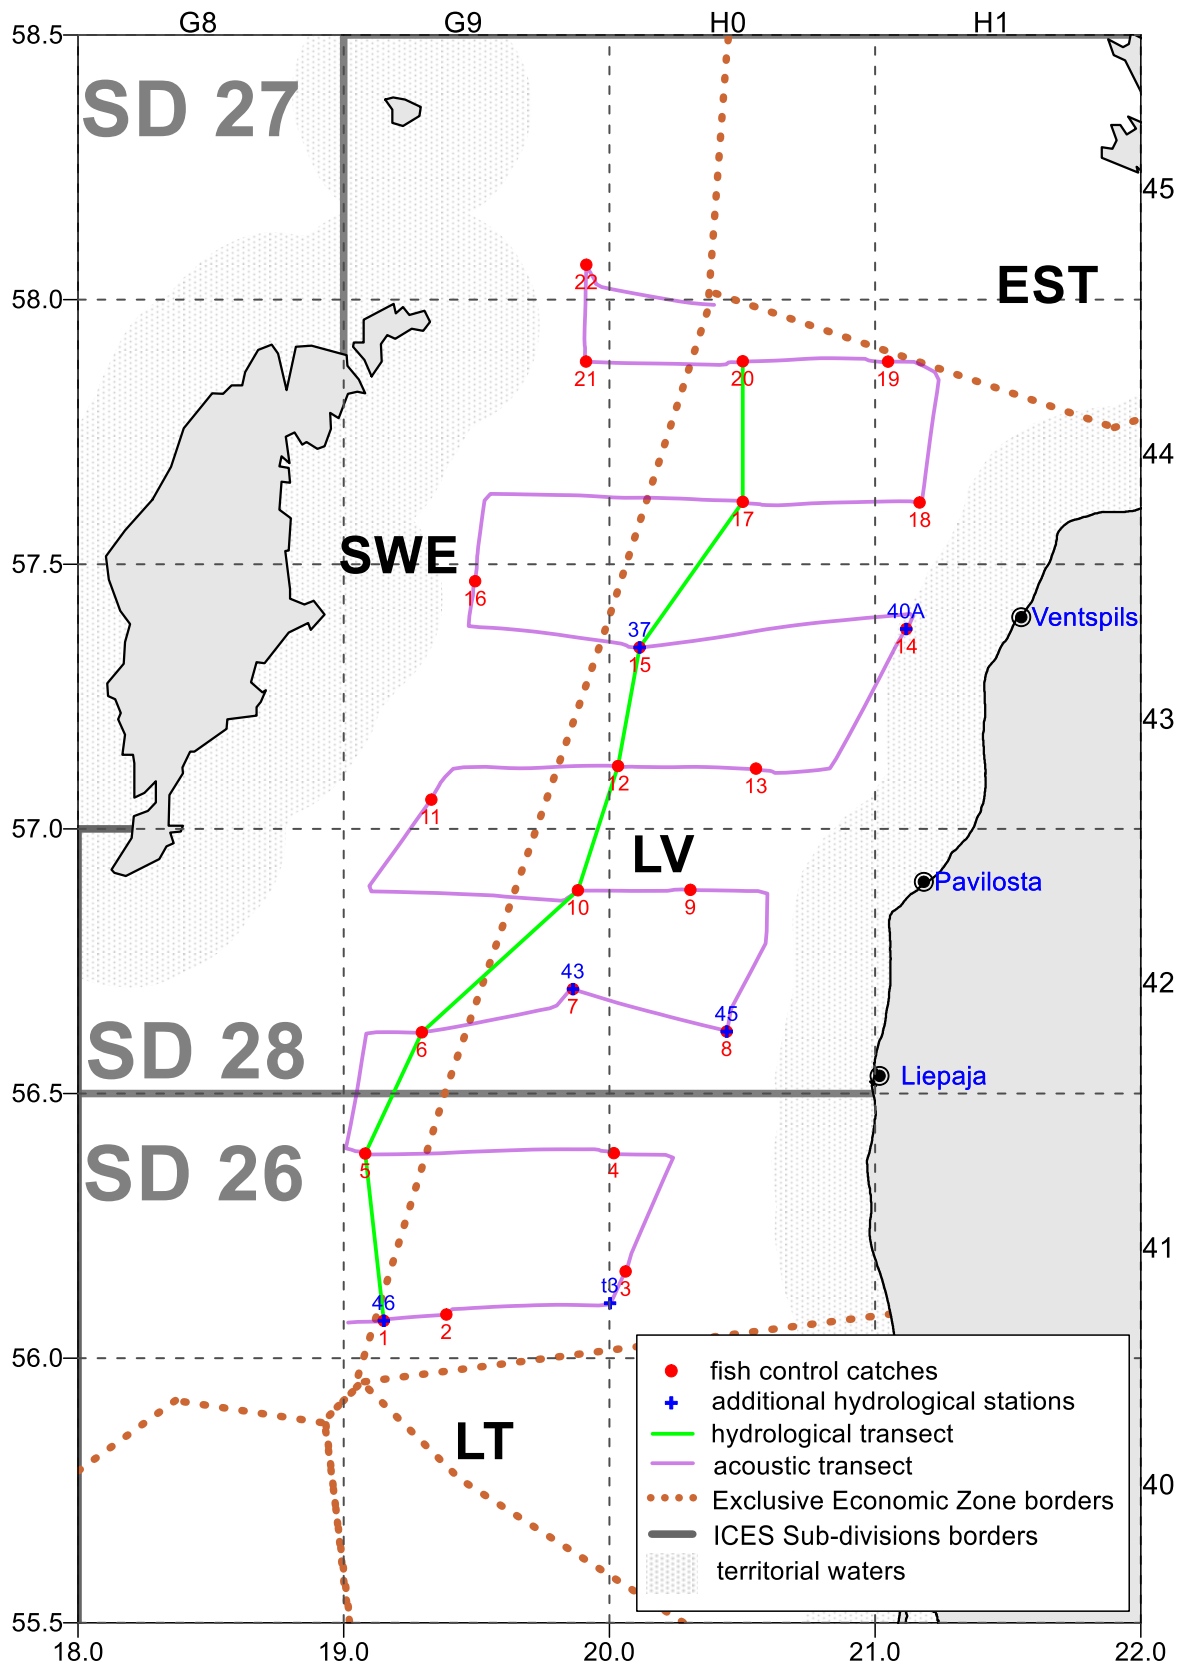 G8 G9 H0 H1
58.5
SD 27
45
22
EST
58.0
21 20 19
44
17 18
SWE
57.5
16
37 40A Ventspils
15 14
43
12 13
11
57.0
LV
Pavilosta
10 9
43
42
7
45
SD 28
6 8
Liepaja
56.5
SD 26
5 4
41
t3 3
46
1 2
56.0
fish control catches
additional hydrological stations
LT
hydrological transect
acoustic transect
40
Exclusive Economic Zone borders
ICES Sub-divisions borders
territorial waters
55.5
18.0 19.0 20.0 21.0 22.0